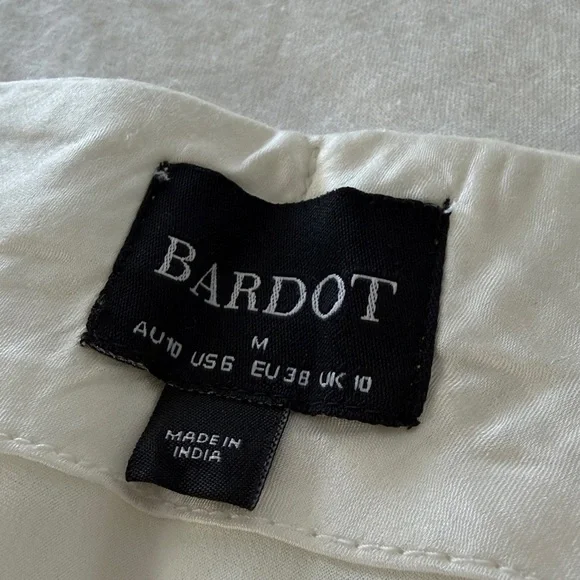 BARDOT
M
AU10 US6 EU38 UK10
MADE IN
INDIA